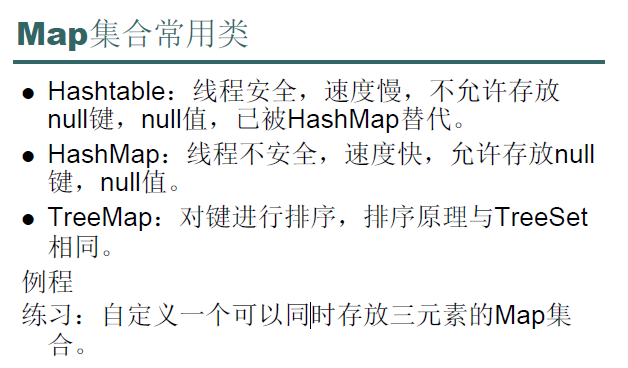 Map集合常用类
● Hashtable：线程安全，速度慢，不允许存放
null键，null值，已被HashMap替代。
● HashMap：线程不安全，速度快，允许存放null
键，null值。
● TreeMap：对键进行排序，排序原理与TreeSet
相同。
例程
练习：自定义一个可以同时存放三元素的Map集
合。